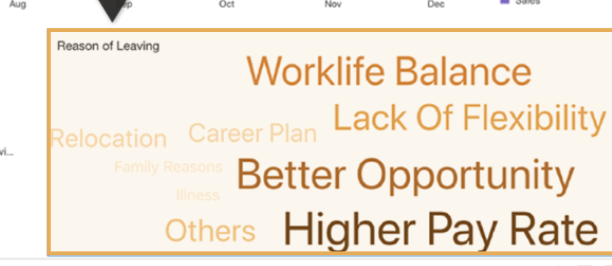 Aug Oct Nov Dec Sales
Reason of Leaving
Worklife Balance
Lack Of Flexibility
Relocation Career Plan
Family Reasons
Better Opportunity
Illness
Others Higher Pay Rate